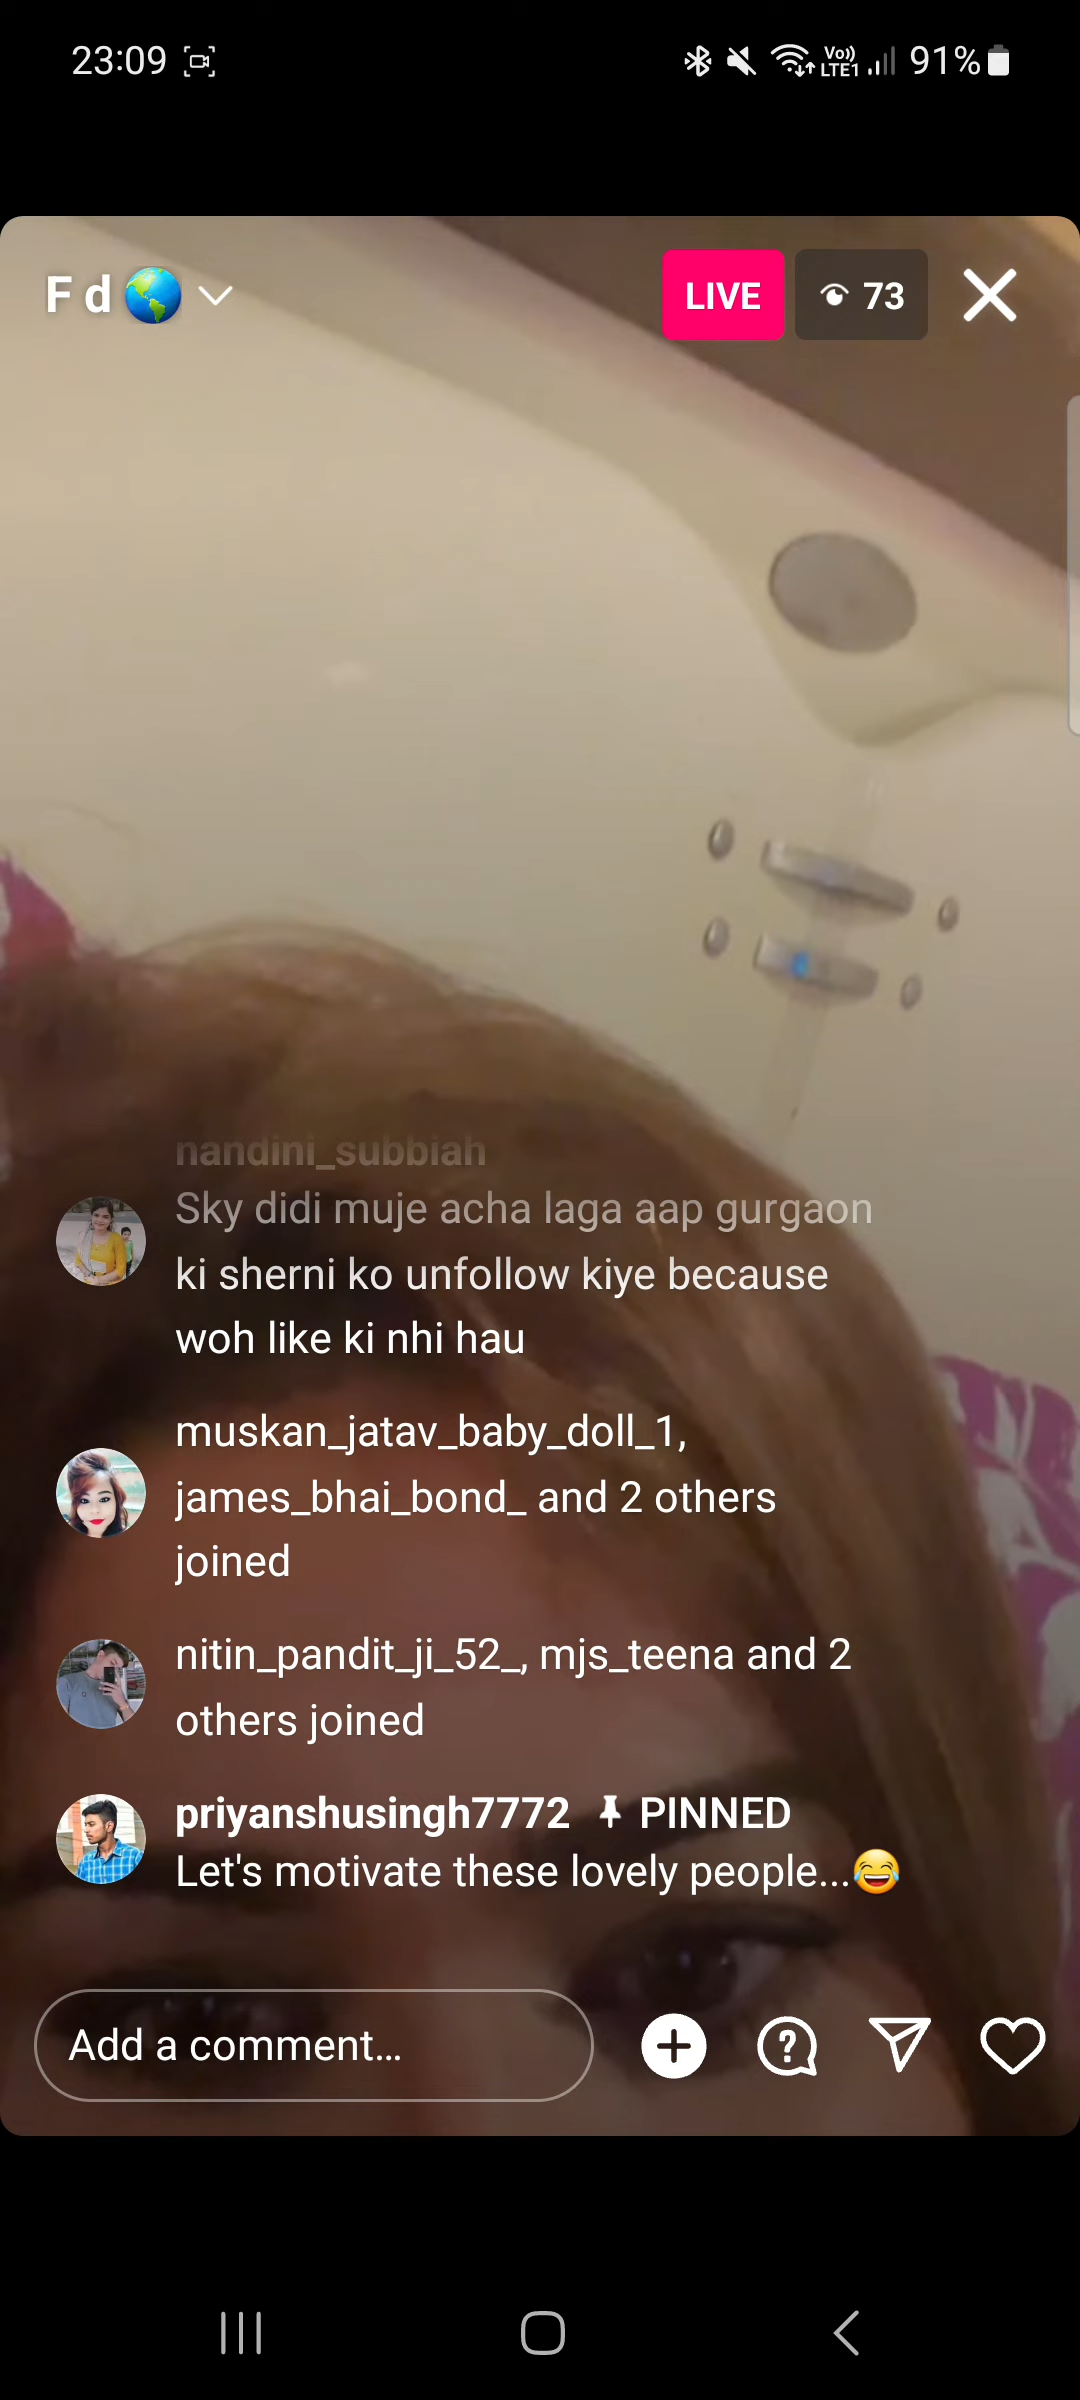 23:09 Vo)) LTE1 91%
F d LIVE 73
nandini_subbiah
Sky didi muje acha laga aap gurgaon
ki sherni ko unfollow kiye because
woh like ki nhi hau
muskan_jatav_baby_doll_1,
james_bhai_bond_ and 2 others
joined
nitin_pandit_ji_52_, mjs_teena and 2
others joined
priyanshusingh7772 PINNED
Let's motivate these lovely people...😂
Add a comment...